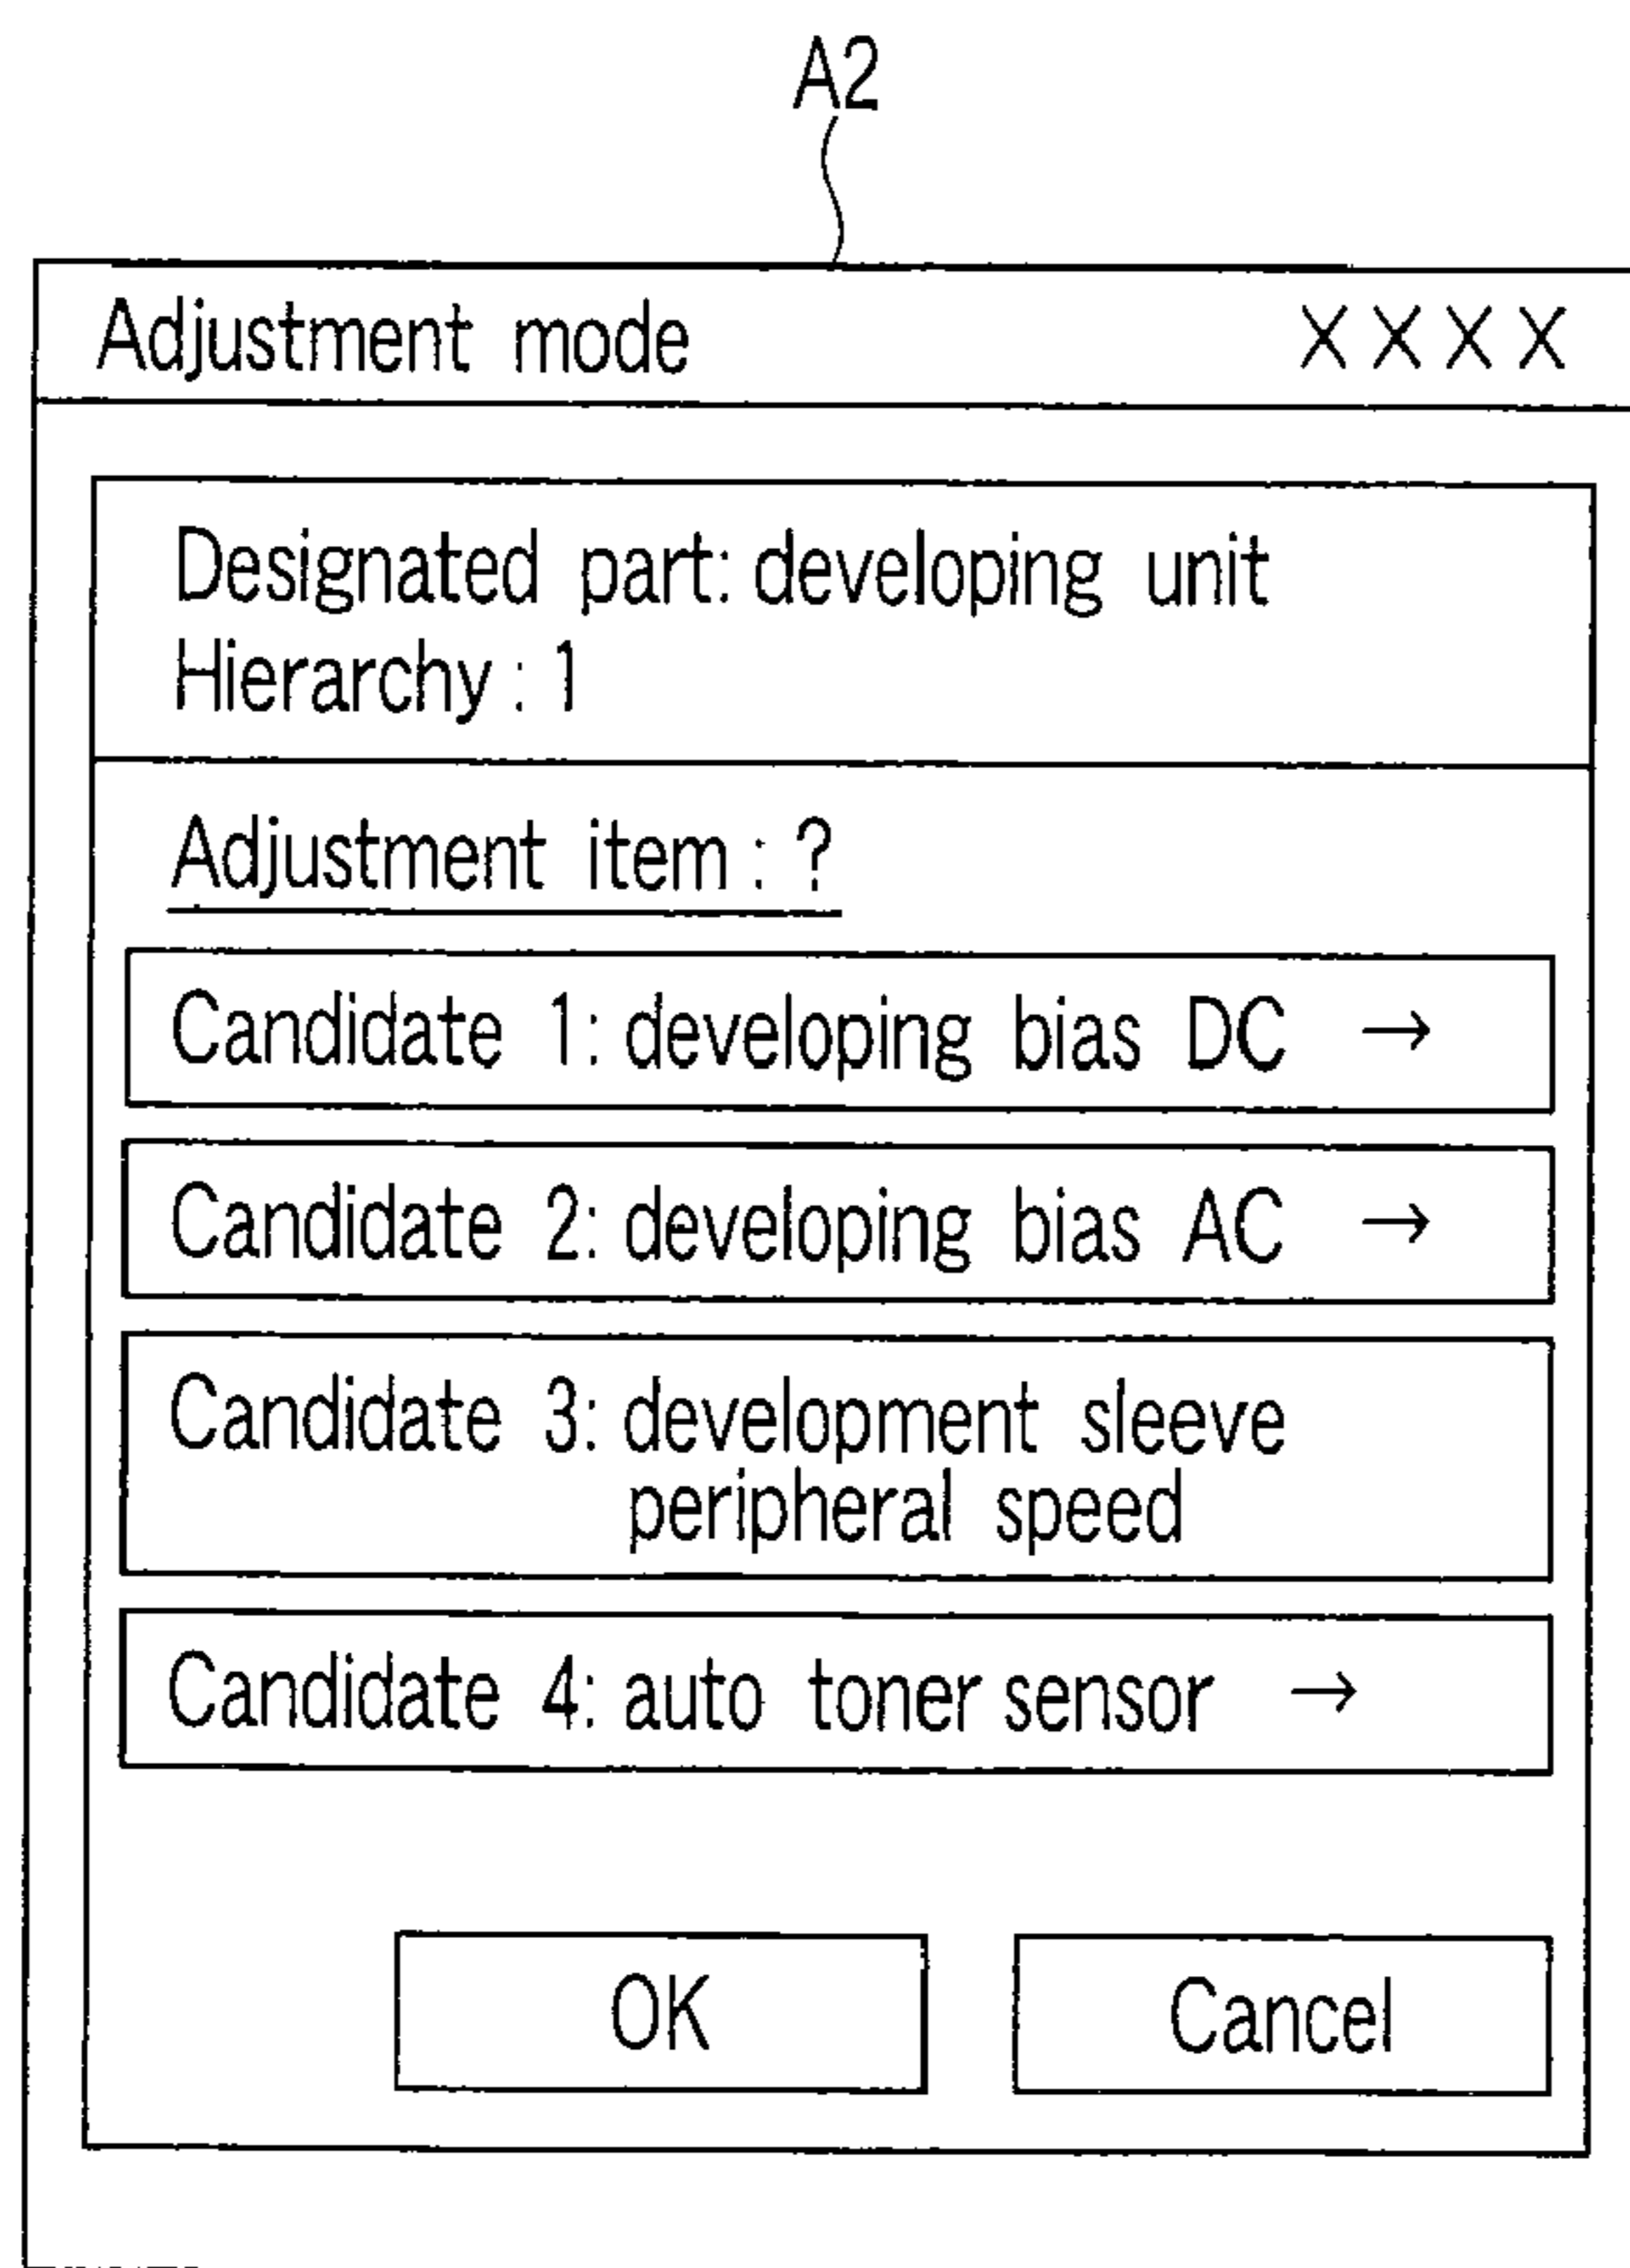 A2
Adjustment mode XXXX
Designated part: developing unit
Hierarchy : 1
Adjustment item : ?
Candidate 1: developing bias DC →
Candidate 2: developing bias AC →
Candidate 3: development sleeve
peripheral speed
Candidate 4: auto toner sensor →
OK Cancel